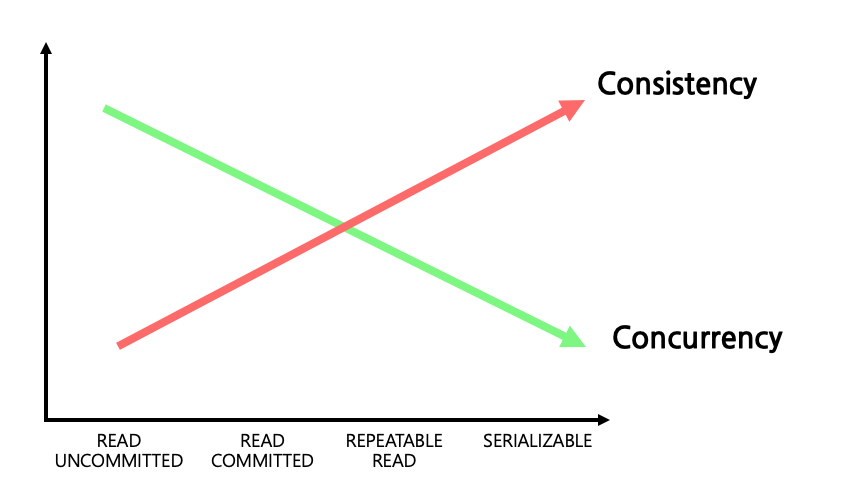 Consistency
Concurrency
READ
UNCOMMITTED
READ
COMMITTED
REPEATABLE
READ
SERIALIZABLE